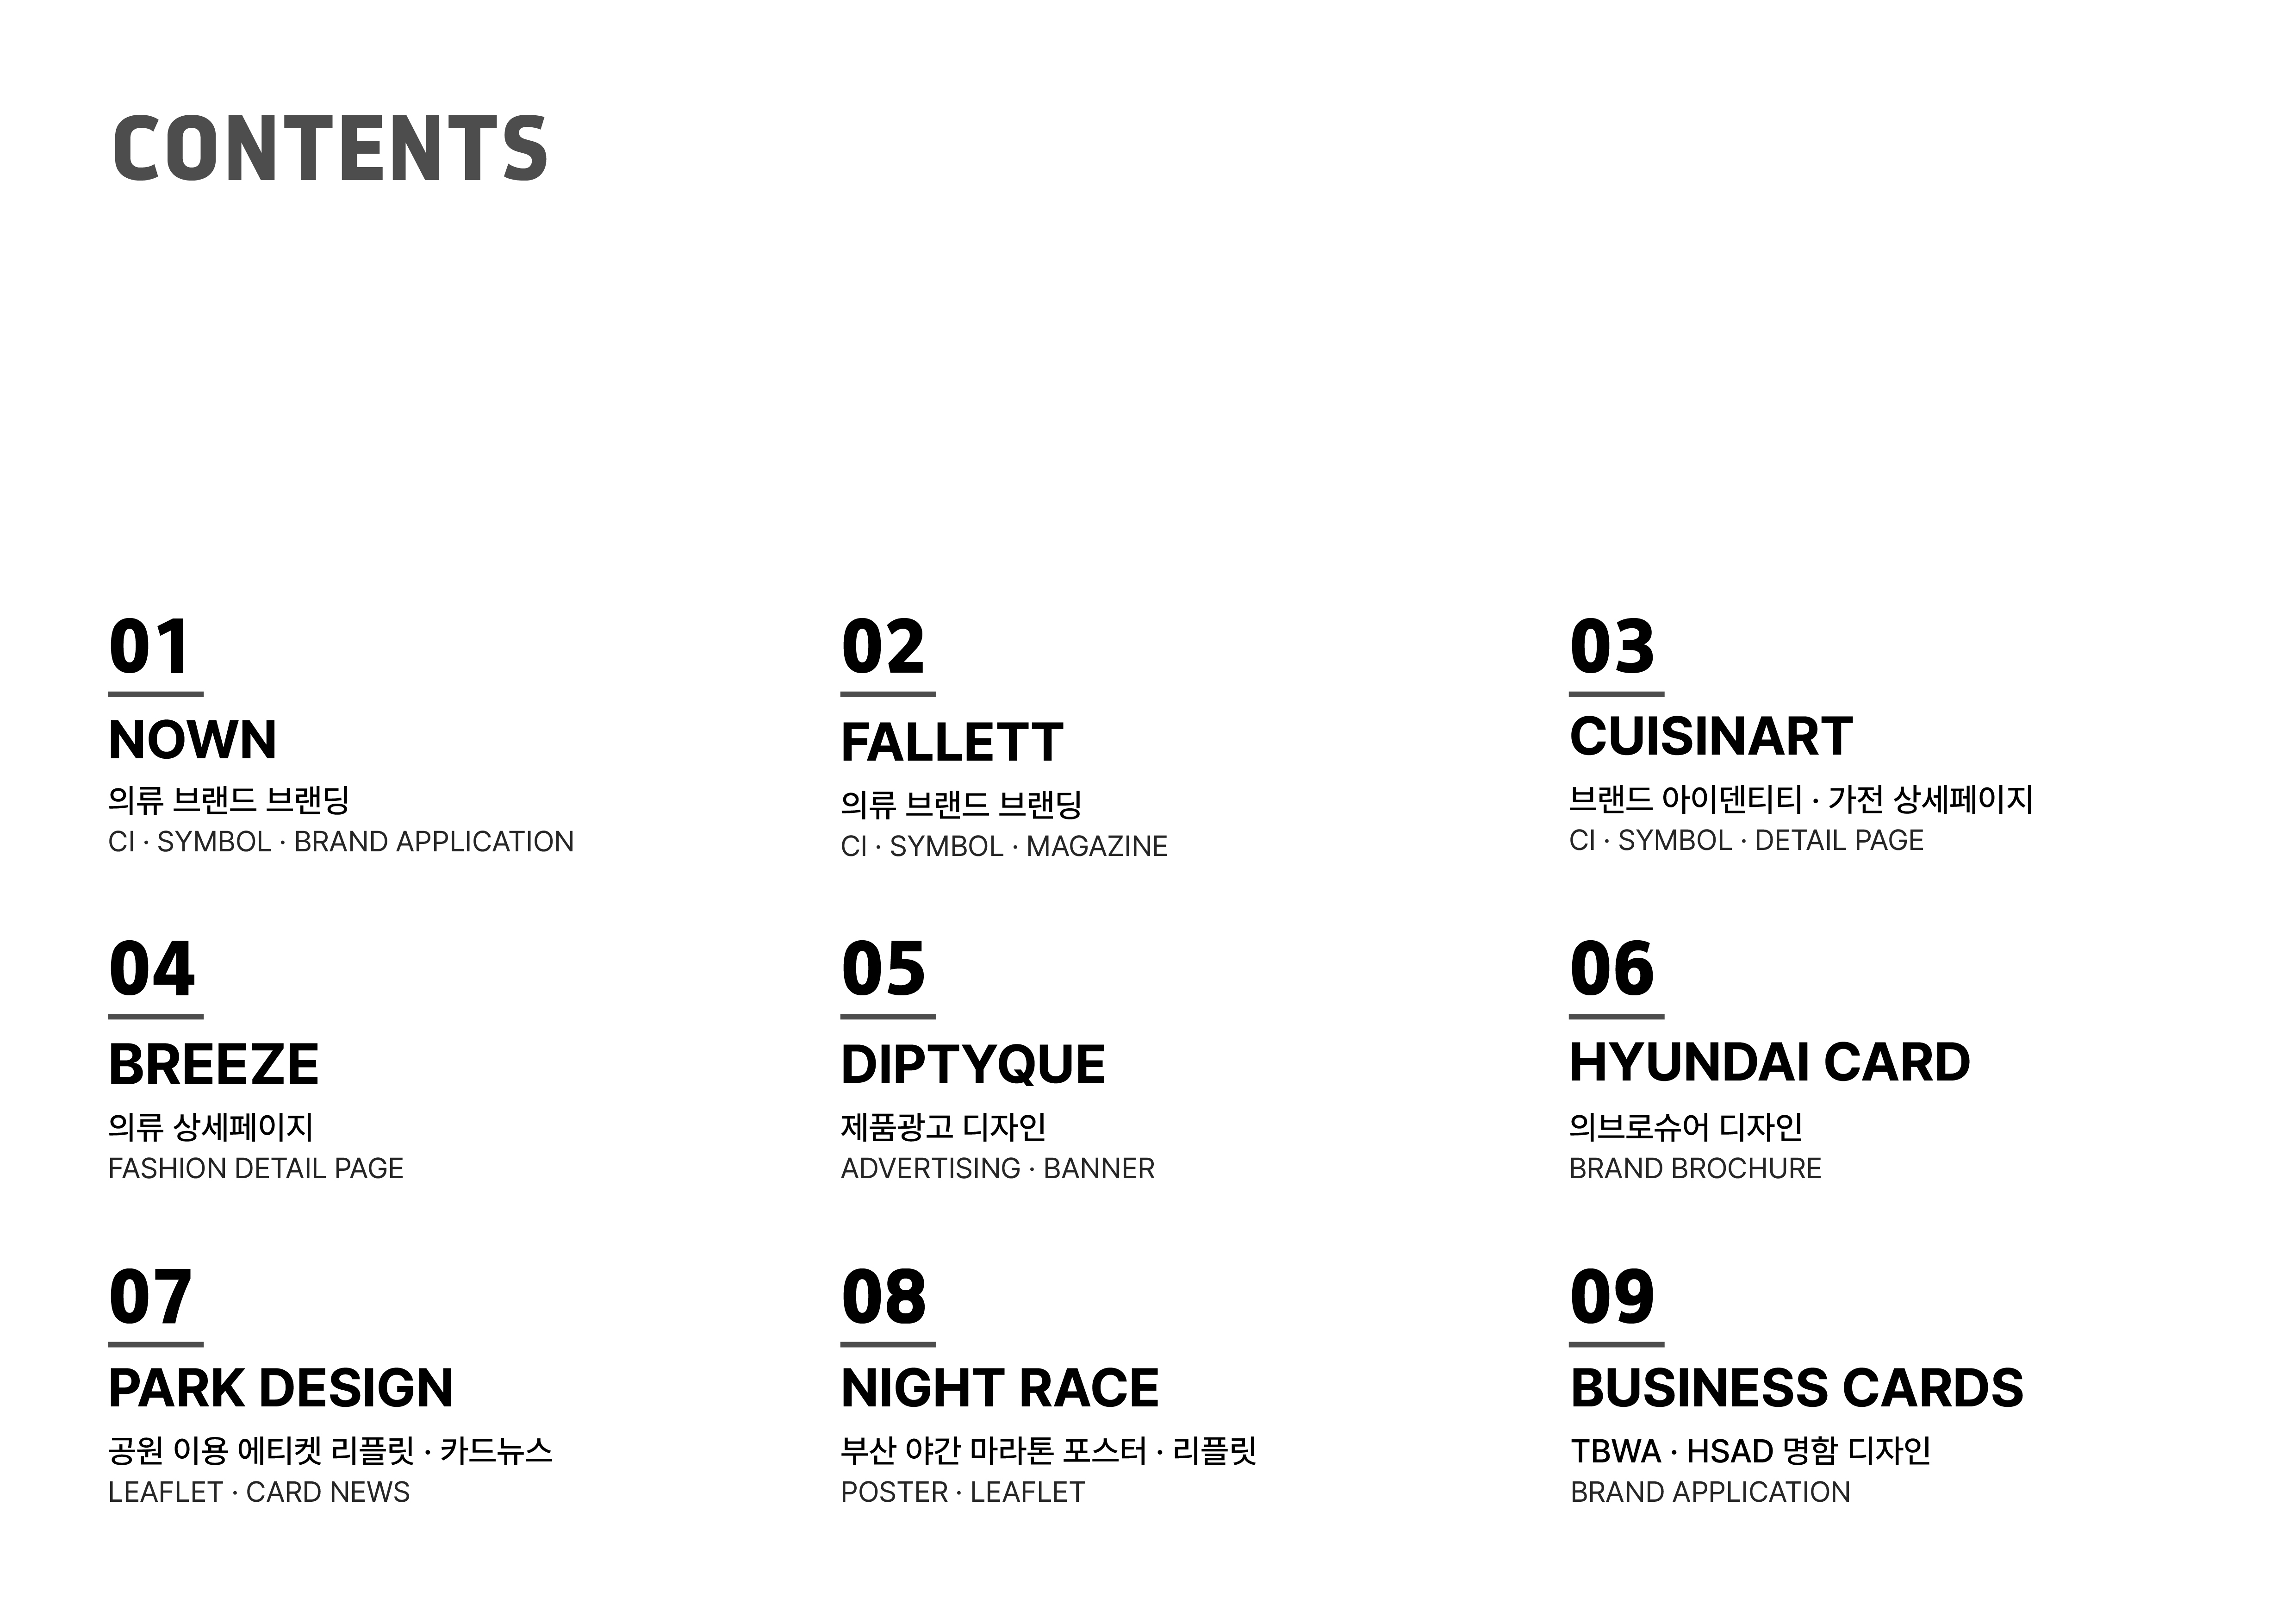 CONTENTS
01
NOWN
의류 브랜드 브랜딩
CI · SYMBOL · BRAND APPLICATION
02
FALLETT
의류 브랜드 브랜딩
CI · SYMBOL · MAGAZINE
03
CUISINART
브랜드 아이덴티티 · 가전 상세페이지
CI · SYMBOL · DETAIL PAGE
04
BREEZE
의류 상세페이지
FASHION DETAIL PAGE
05
DIPTYQUE
제품광고 디자인
ADVERTISING · BANNER
06
HYUNDAI CARD
의브로슈어 디자인
BRAND BROCHURE
07
PARK DESIGN
공원 이용 에티켓 리플릿 · 카드뉴스
LEAFLET · CARD NEWS
08
NIGHT RACE
부산 야간 마라톤 포스터 · 리플릿
POSTER · LEAFLET
09
BUSINESS CARDS
TBWA · HSAD 명함 디자인
BRAND APPLICATION